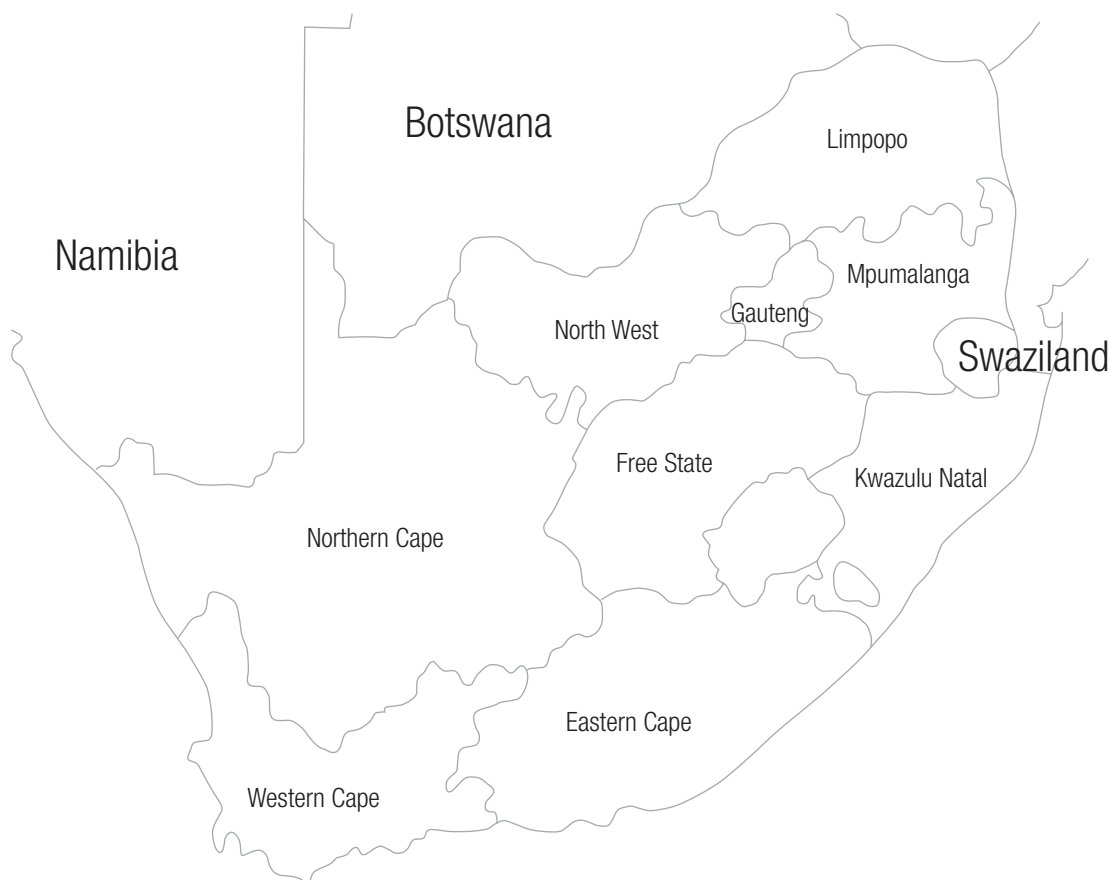 Botswana
Limpopo
Namibia
Mpumalanga
Gauteng
North West
Swaziland
Free State
Kwazulu Natal
Northern Cape
Eastern Cape
Western Cape